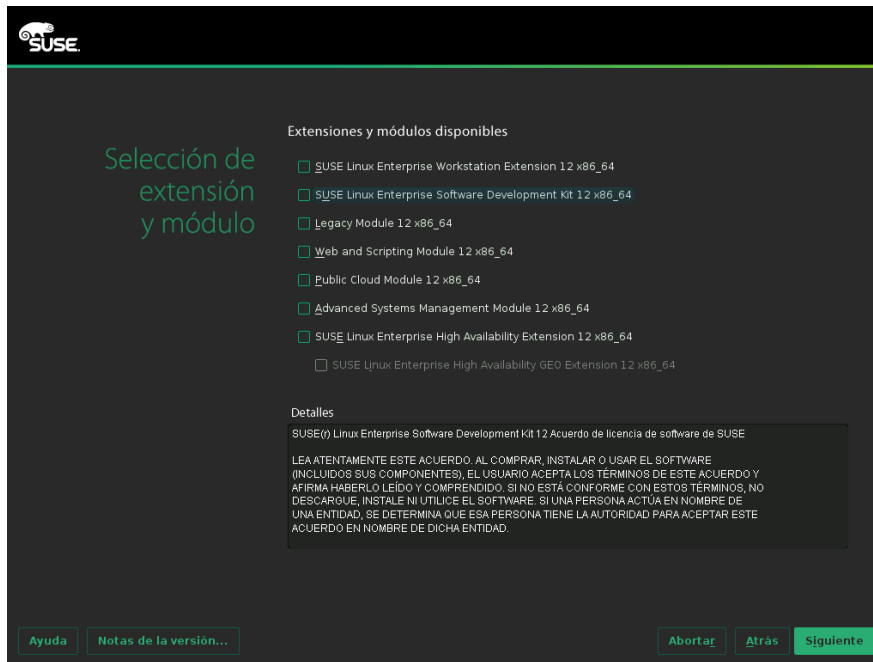 SUSE.
Extensiones y módulos disponibles
Selección de
extensión
y módulo
SUSE Linux Enterprise Workstation Extension 12 x86_64
SUSE Linux Enterprise Software Development Kit 12 x86_64
Legacy Module 12 x86_64
Web and Scripting Module 12 x86_64
Public Cloud Module 12 x86_64
Advanced Systems Management Module 12 x86_64
SUSE Linux Enterprise High Availability Extension 12 x86_64
SUSE Linux Enterprise High Availability GEO Extension 12 x86_64
Detalles
SUSE(r) Linux Enterprise Software Development Kit 12 Acuerdo de licencia de software de SUSE
LEA ATENTAMENTE ESTE ACUERDO. AL COMPRAR, INSTALAR O USAR EL SOFTWARE
(INCLUIDOS SUS COMPONENTES), EL USUARIO ACEPTA LOS TÉRMINOS DE ESTE ACUERDO Y
AFIRMA HABERLO LEÍDO Y COMPRENDIDO. SI NO ESTÁ CONFORME CON ESTOS TÉRMINOS, NO
DESCARGUE, INSTALE NI UTILICE EL SOFTWARE. SI UNA PERSONA ACTÚA EN NOMBRE DE
UNA ENTIDAD, SE DETERMINA QUE ESA PERSONA TIENE LA AUTORIDAD PARA ACEPTAR ESTE
ACUERDO EN NOMBRE DE DICHA ENTIDAD.
Ayuda
Notas de la versión...
Abortar
Atrás
Siguiente